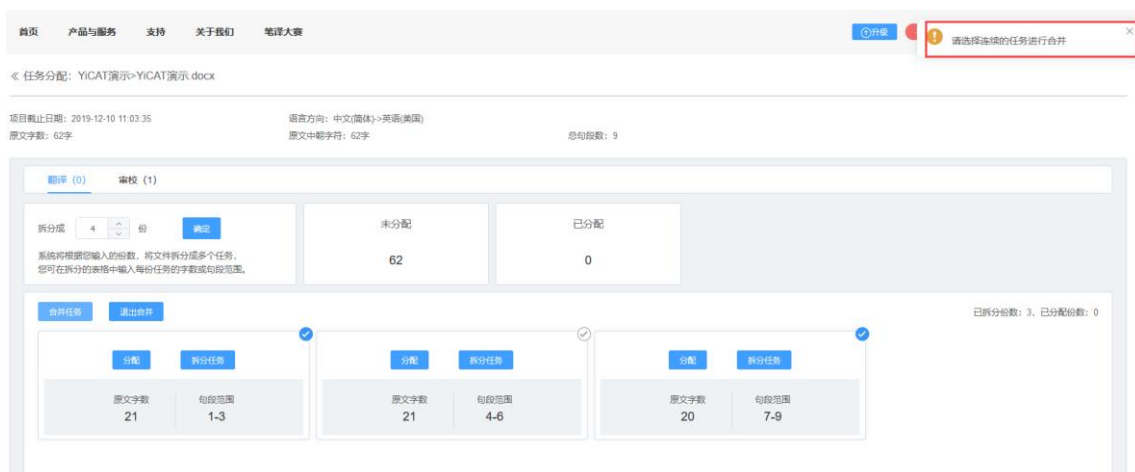 首页 产品与服务 支持 关于我们 笔译大赛 升级
请选择连续的任务进行合并
≪ 任务分配：YiCAT演示>YiCAT演示.docx
项目截止日期：2019-12-10 11:03:35 语言方向：中文(简体)->英语(美国)
原文字数：62字 原文中朝字符：62字 总句段数：9
翻译（0） 审校（1）
拆分成 4 份 确定
系统将根据您输入的份数，将文件拆分成多个任务，
您可在拆分的表格中输入每份任务的字数或句段范围。
未分配 已分配
62 0
合并任务 退出合并 已拆分份数：3，已分配份数：0
分配 拆分任务 分配 拆分任务 分配 拆分任务
原文字数 句段范围 原文字数 句段范围 原文字数 句段范围
21 1-3 21 4-6 20 7-9